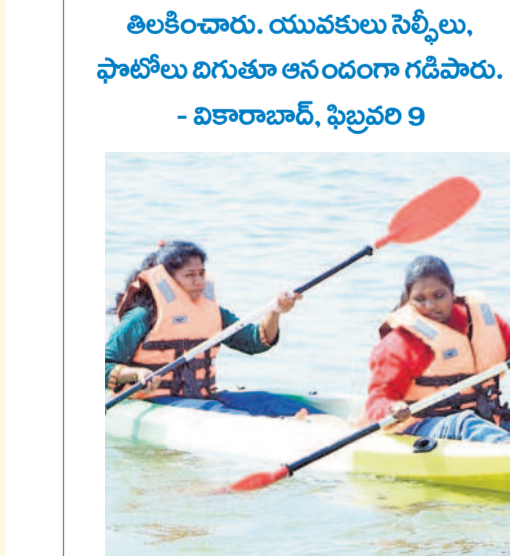 తిలకించారు. యువకులు సెల్ఫీలు,
ఫొటోలు దిగుతూ ఆనందంగా గడిపారు.
- వికారాబాద్, ఫిబ్రవరి 9